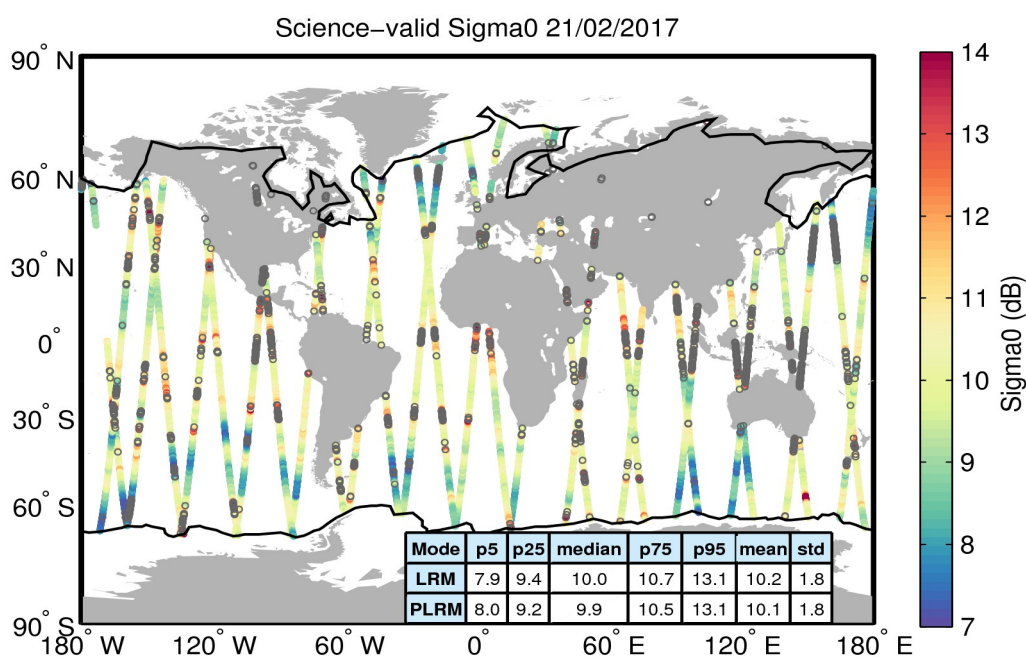 Science−valid Sigma0 21/02/2017
90° N
60° N
30° N
0°
30° S
60° S
90° S
180° W
120° W
60° W
0°
60° E
120° E
180° E
14
13
12
11
10
9
8
7
Sigma0 (dB)
Mode p5 p25 median p75 p95 mean std
LRM 7.9 9.4 10.0 10.7 13.1 10.2 1.8
PLRM 8.0 9.2 9.9 10.5 13.1 10.1 1.8